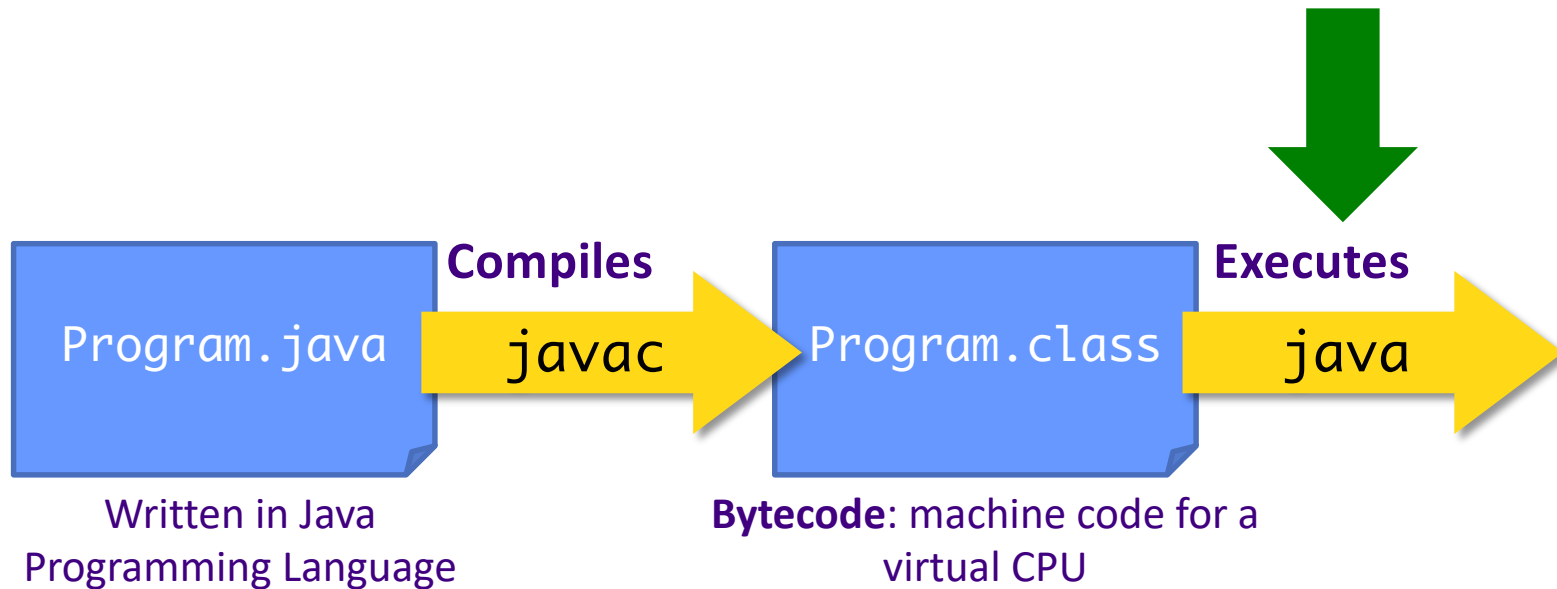 Compiles
Executes
Program.java
javac
Program.class
java
Written in Java
Programming Language
Bytecode: machine code for a
virtual CPU